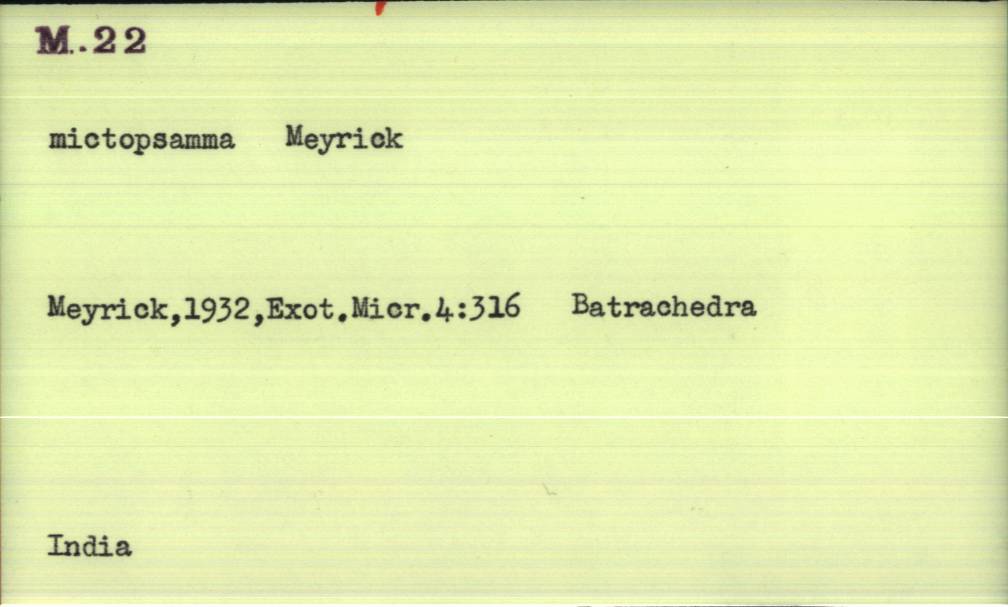 M.22
mictopsamma Meyrick
Meyrick,1932,Exot.Micr.4:316 Batrachedra
India